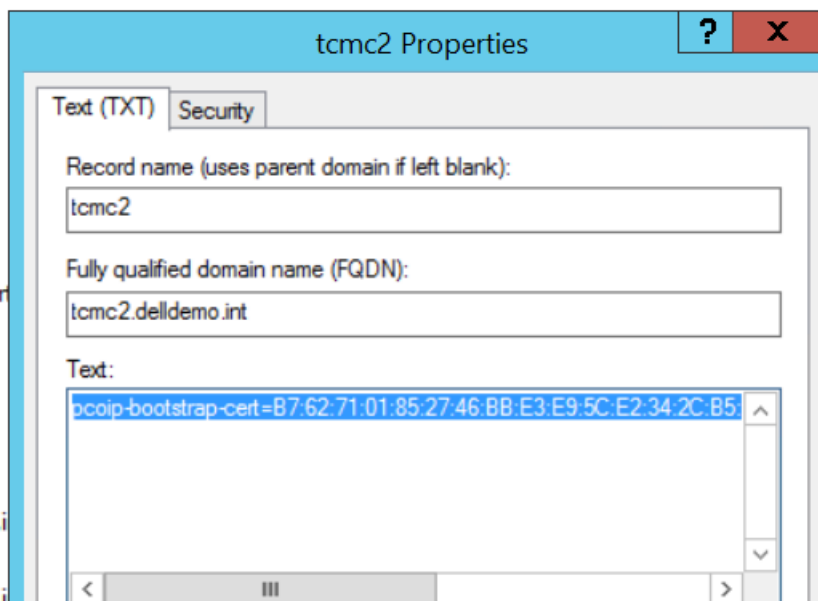 tcmc2 Properties
?
X
Text (TXT)
Security
Record name (uses parent domain if left blank):
tcmc2
Fully qualified domain name (FQDN):
tcmc2.delldemo.int
Text:
pcoip-bootstrap-cert=B7:62:71:01:85:27:46:BB:E3:E9:5C:E2:34:2C:B5: